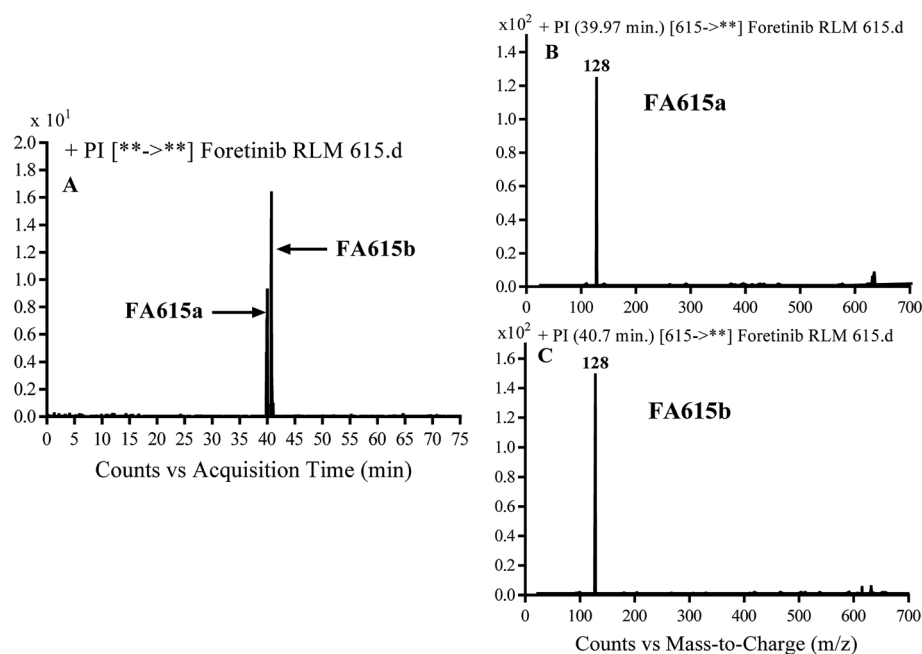 x 10¹
+ PI [**->**] Foretinib RLM 615.d
A
2.0
1.8
1.6
1.4
1.2
1.0
0.8
0.6
0.4
0.2
0.0
FA615b
FA615a
0 5 10 15 20 25 30 35 40 45 50 55 60 65 70 75
Counts vs Acquisition Time (min)
x10² + PI (39.97 min.) [615->**] Foretinib RLM 615.d
B
128
FA615a
1.4
1.2
1.0
0.8
0.6
0.4
0.2
0.0
0 100 200 300 400 500 600 700
x10² + PI (40.7 min.) [615->**] Foretinib RLM 615.d
C
128
FA615b
1.6
1.4
1.2
1.0
0.8
0.6
0.4
0.2
0.0
0 100 200 300 400 500 600 700
Counts vs Mass-to-Charge (m/z)